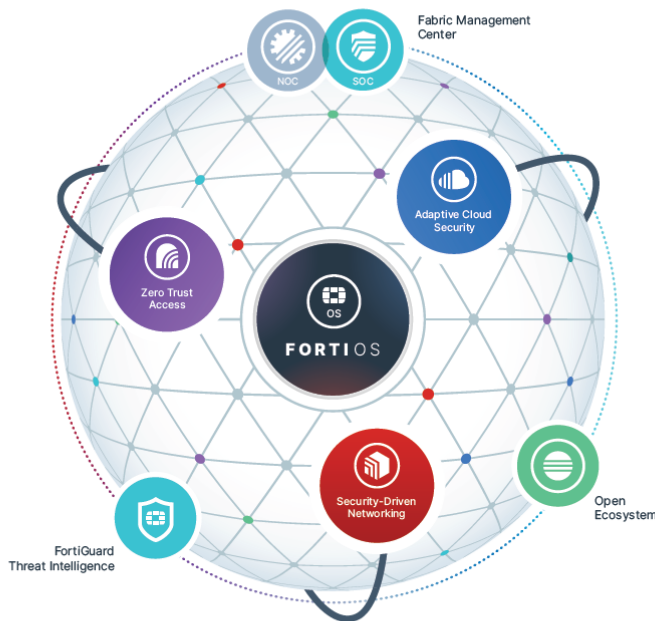 Fabric Management
Center
NOC
SOC
Adaptive Cloud
Security
Zero Trust
Access
OS
FORTIOS
Security-Driven
Networking
Open
Ecosystem
FortiGuard
Threat Intelligence